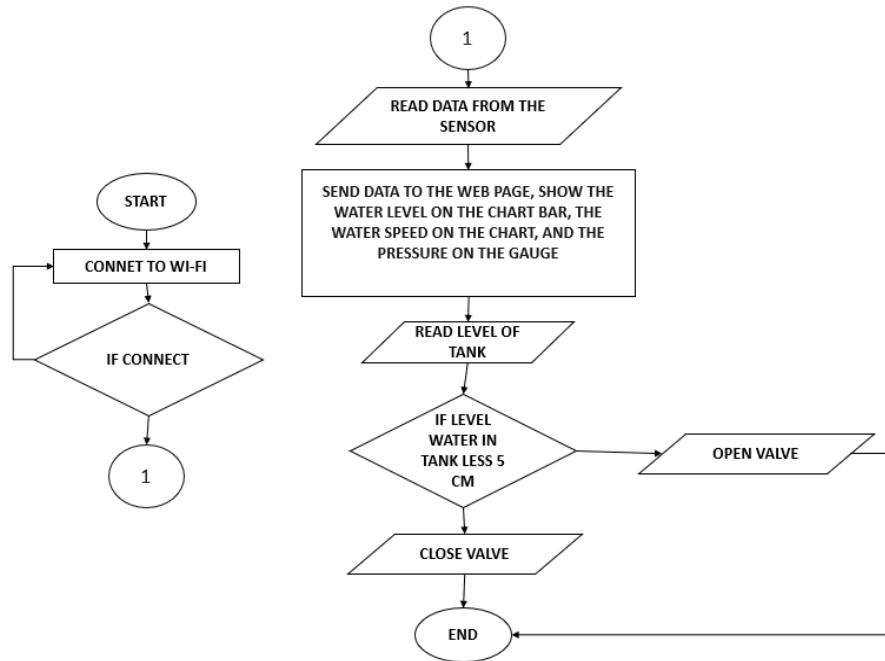 START
CONNET TO WI-FI
IF CONNECT
1
1
READ DATA FROM THE
SENSOR
SEND DATA TO THE WEB PAGE, SHOW THE
WATER LEVEL ON THE CHART BAR, THE
WATER SPEED ON THE CHART, AND THE
PRESSURE ON THE GAUGE
READ LEVEL OF
TANK
IF LEVEL
WATER IN
TANK LESS 5
CM
OPEN VALVE
CLOSE VALVE
END